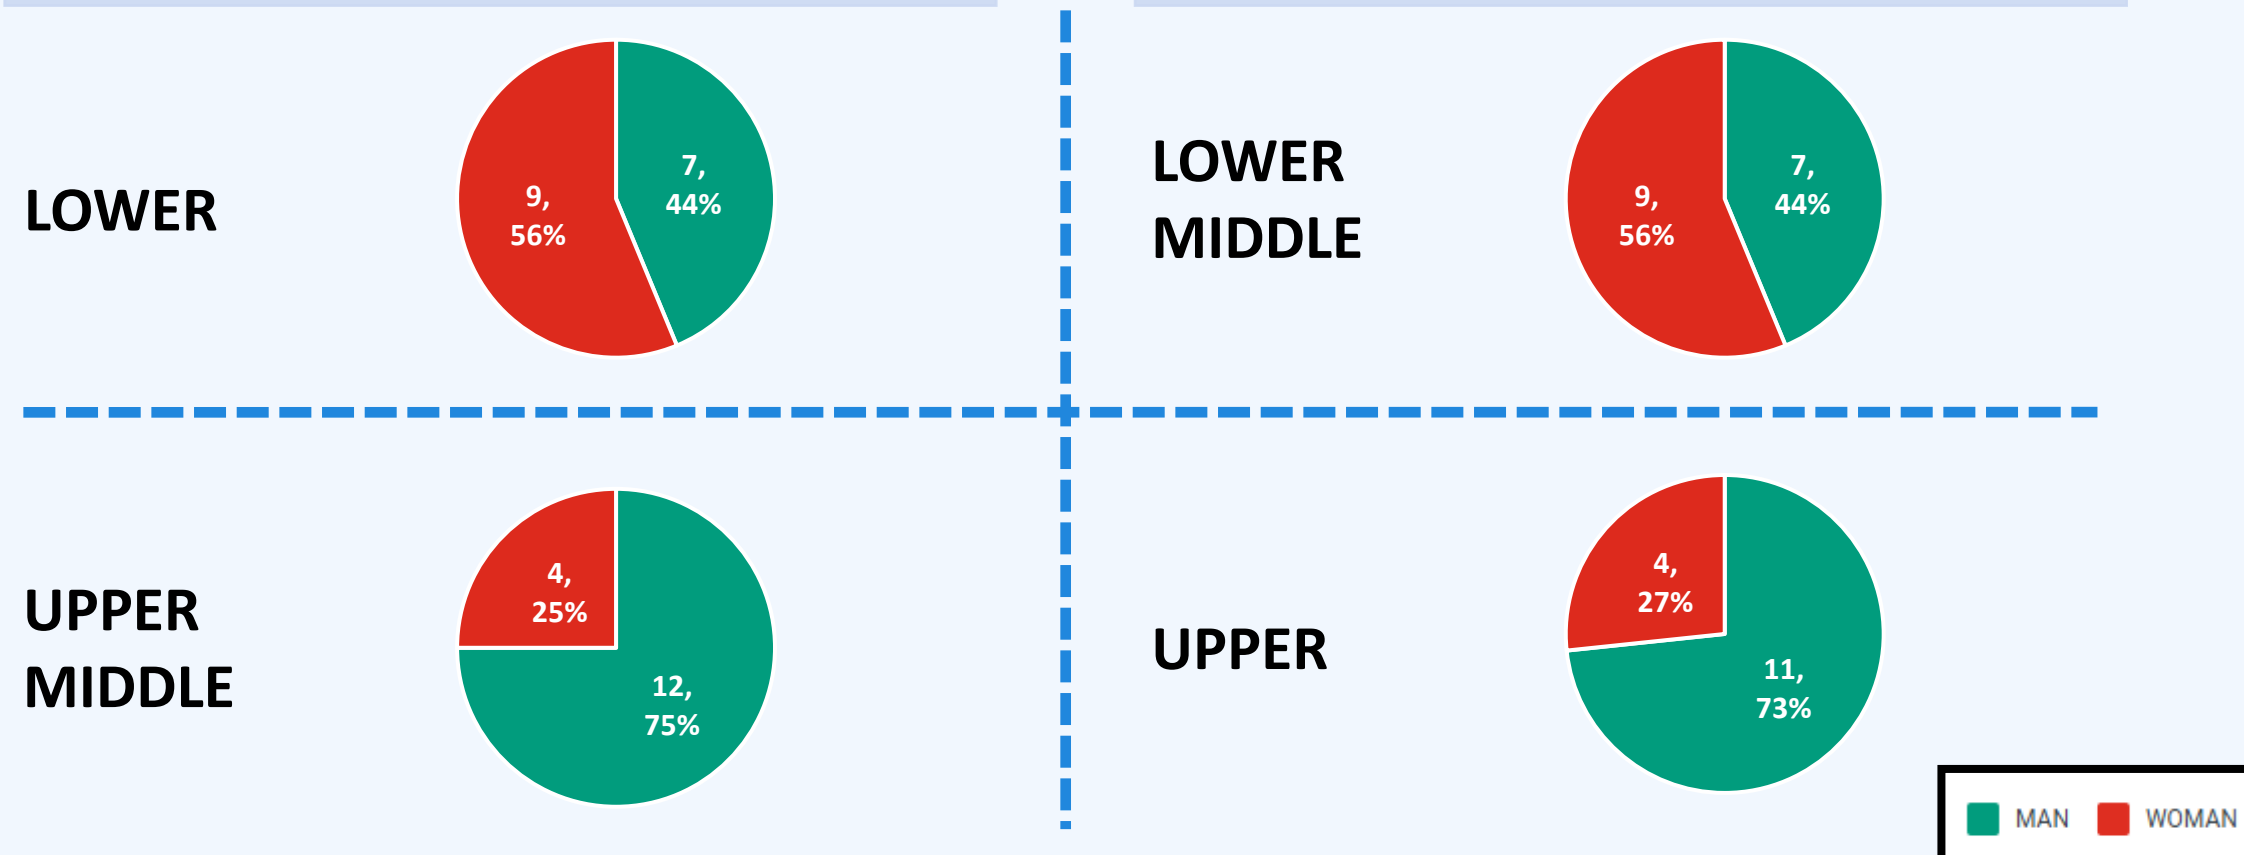 LOWER
9,
56%
7,
44%
LOWER
MIDDLE
9,
56%
7,
44%
UPPER
MIDDLE
4,
25%
12,
75%
UPPER
4,
27%
11,
73%
MAN WOMAN